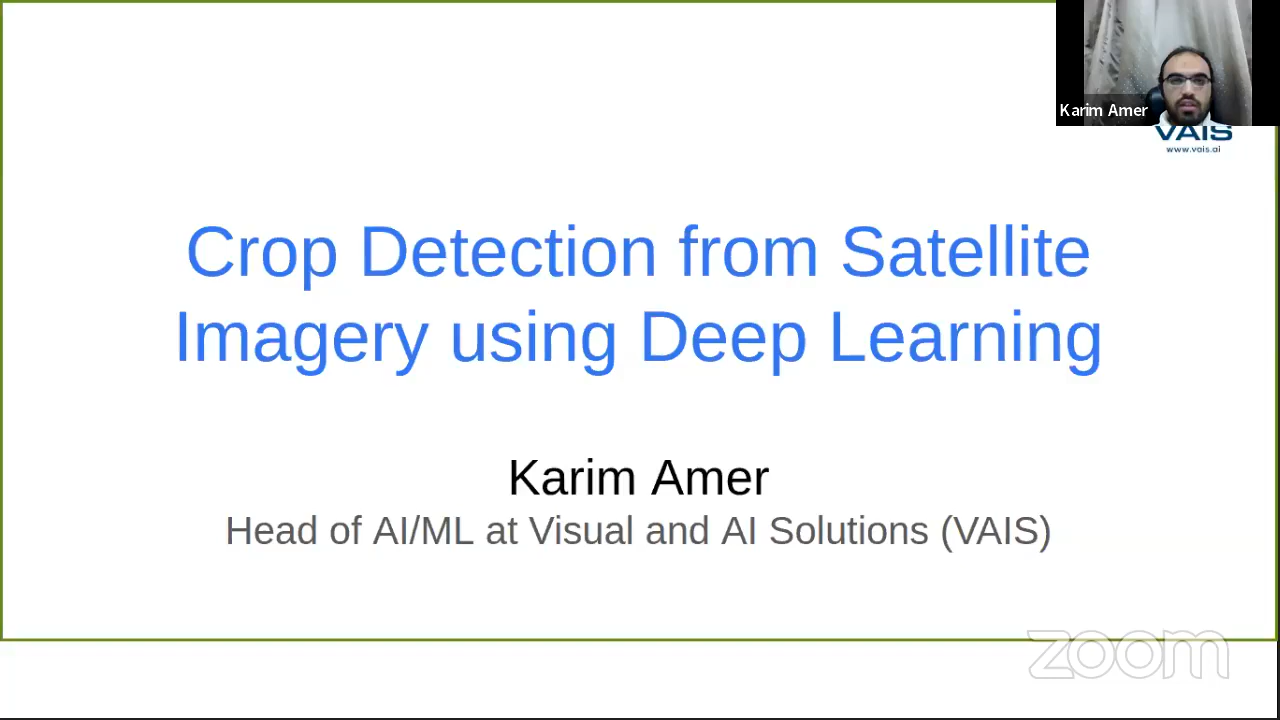 Karim Amer
VAIS
www.vais.ai
Crop Detection from Satellite
Imagery using Deep Learning
Karim Amer
Head of AI/ML at Visual and AI Solutions (VAIS)
zoom